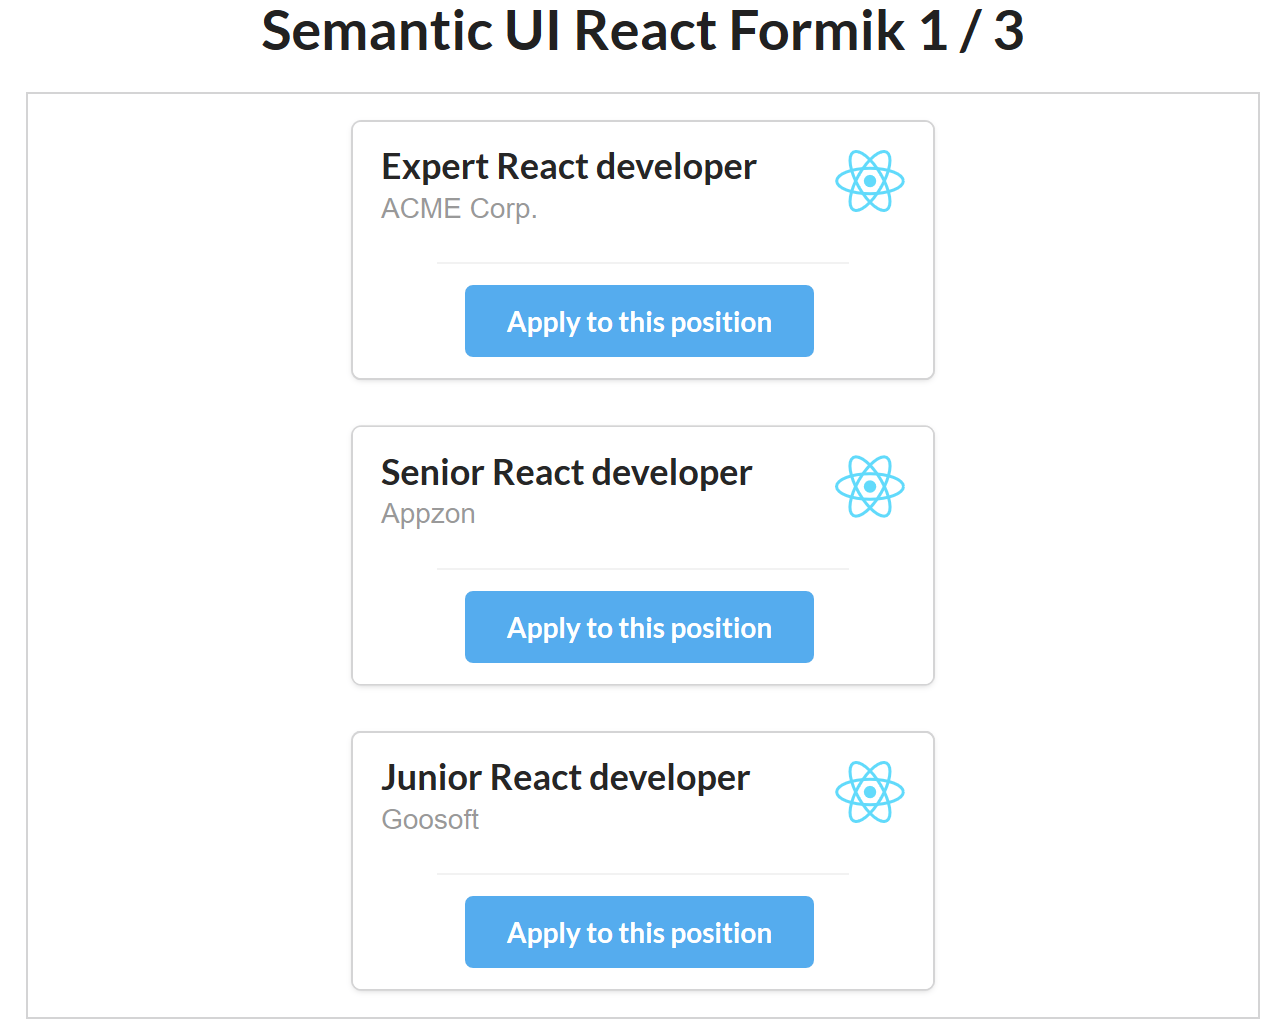 Semantic UI React Formik 1 / 3
Expert React developer
ACME Corp.
Apply to this position
Senior React developer
Appzon
Apply to this position
Junior React developer
Goosoft
Apply to this position